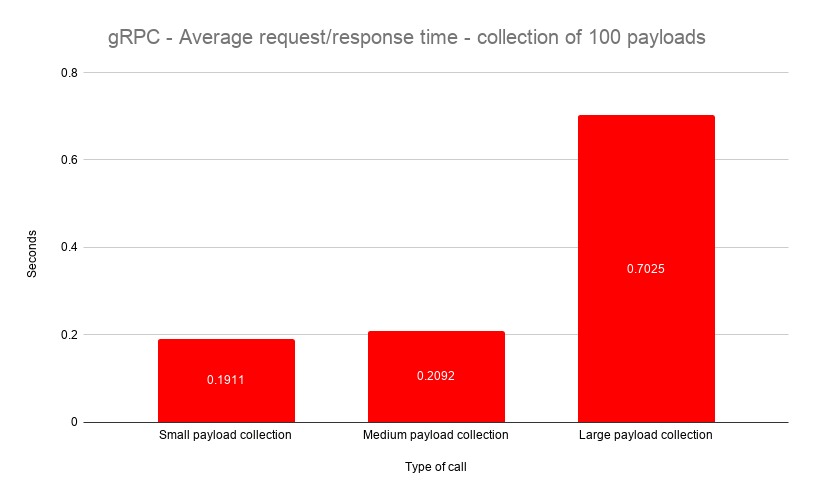 gRPC - Average request/response time - collection of 100 payloads
0.8
0.6
0.4
0.2
0
Seconds
0.1911
0.2092
0.7025
Small payload collection
Medium payload collection
Large payload collection
Type of call